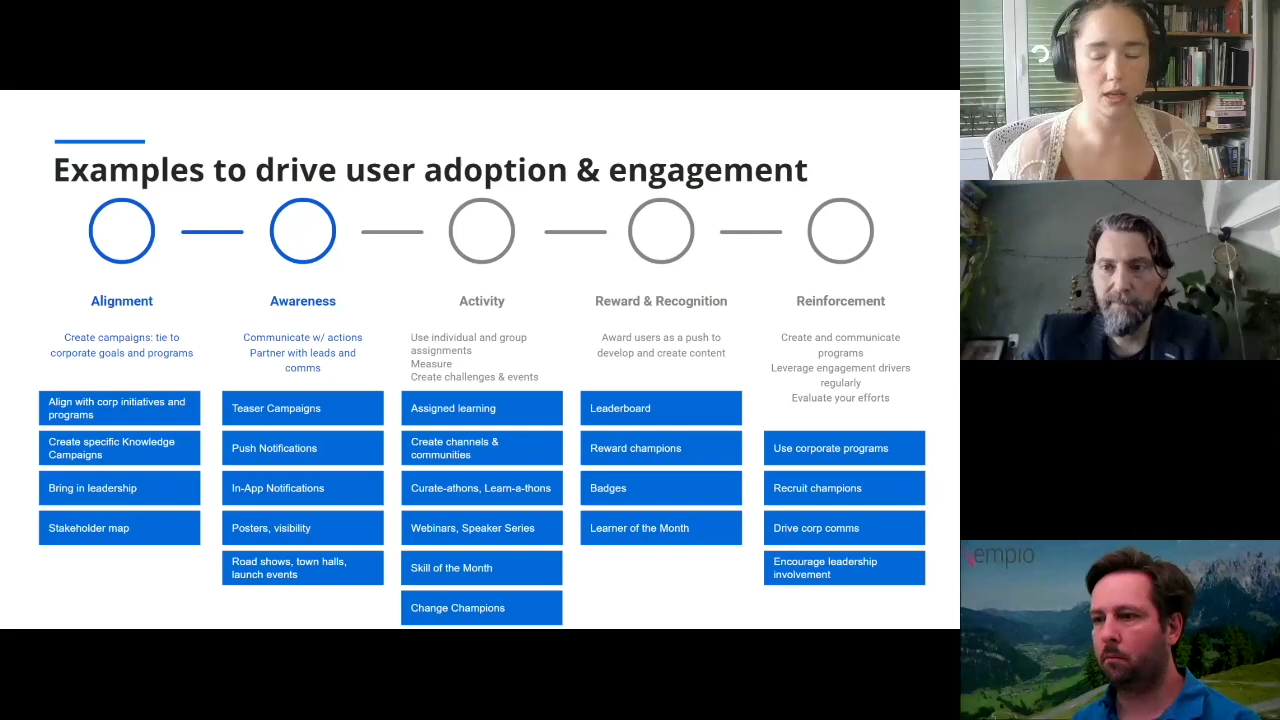 Examples to drive user adoption & engagement
Alignment
Create campaigns: tie to
corporate goals and programs
Align with corp initiatives and
programs
Create specific Knowledge
Campaigns
Bring in leadership
Stakeholder map
Awareness
Communicate w/ actions
Partner with leads and
comms
Teaser Campaigns
Push Notifications
In-App Notifications
Posters, visibility
Road shows, town halls,
launch events
Activity
Use individual and group
assignments
Measure
Create challenges & events
Assigned learning
Create channels &
communities
Curate-athons, Learn-a-thons
Webinars, Speaker Series
Skill of the Month
Change Champions
Reward & Recognition
Award users as a push to
develop and create content
Leaderboard
Reward champions
Badges
Learner of the Month
Reinforcement
Create and communicate
programs
Leverage engagement drivers
regularly
Evaluate your efforts
Use corporate programs
Recruit champions
Drive corp comms
Encourage leadership
involvement
empio